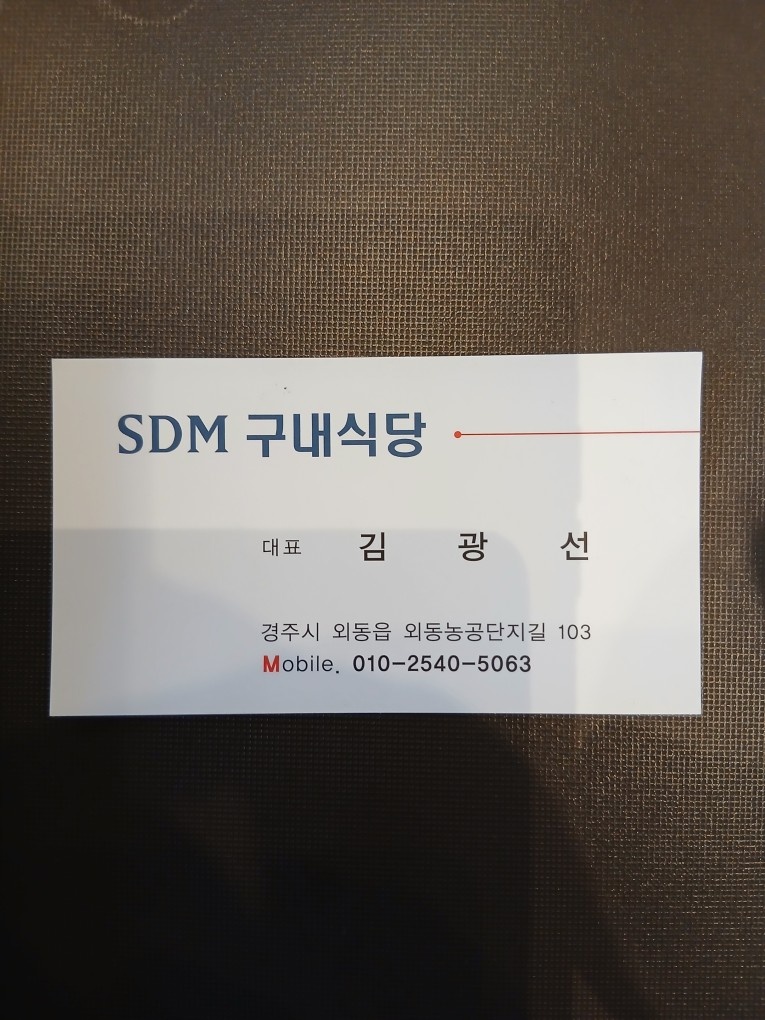 SDM 구내식당
대표 김 광 선
경주시 외동읍 외동농공단지길 103
Mobile. 010-2540-5063